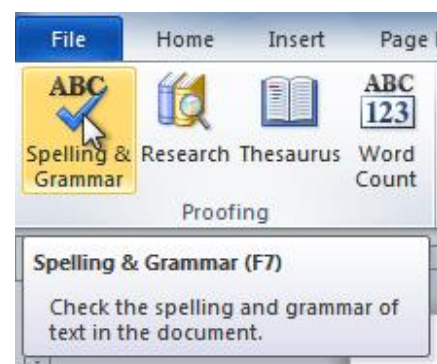 File Home Insert Page
ABC ABC
123
Spelling & Research Thesaurus Word
Grammar Count
Proofing
Spelling & Grammar (F7)
Check the spelling and grammar of
text in the document.